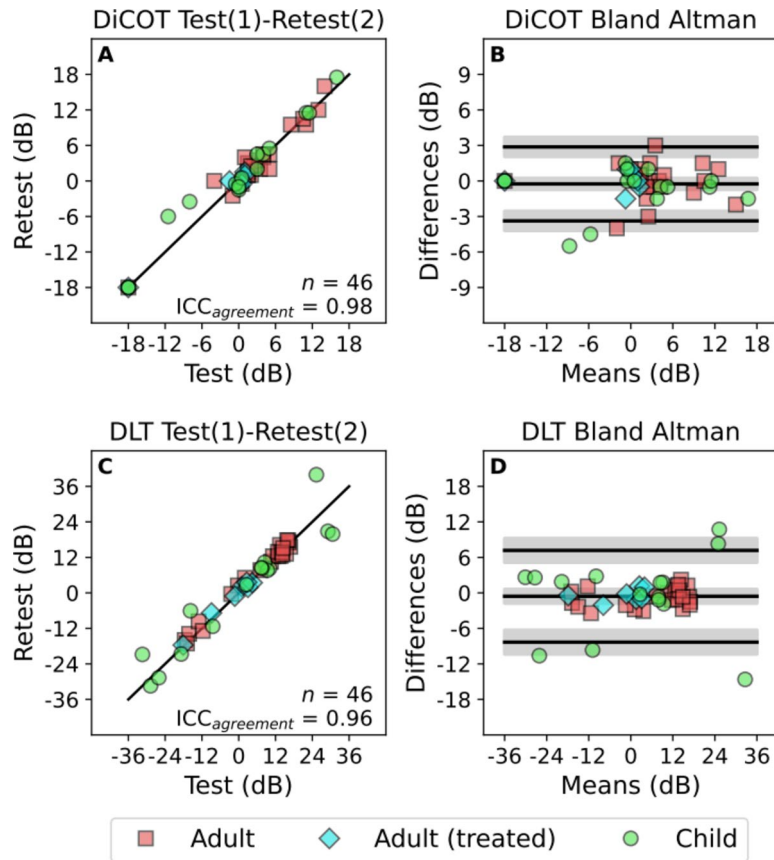 DiCOT Test(1)-Retest(2)
A
18
12
6
0
-6
-12
-18
Retest (dB)
n = 46
ICCagreement = 0.98
-18 -12 -6 0 6 12 18
Test (dB)
DiCOT Bland Altman
B
9
6
3
0
-3
-6
-9
Differences (dB)
-18 -12 -6 0 6 12 18
Means (dB)
DLT Test(1)-Retest(2)
C
36
24
12
0
-12
-24
-36
Retest (dB)
n = 46
ICCagreement = 0.96
-36 -24 -12 0 12 24 36
Test (dB)
DLT Bland Altman
D
18
12
6
0
-6
-12
-18
Differences (dB)
-36 -24 -12 0 12 24 36
Means (dB)
Adult Adult (treated) Child